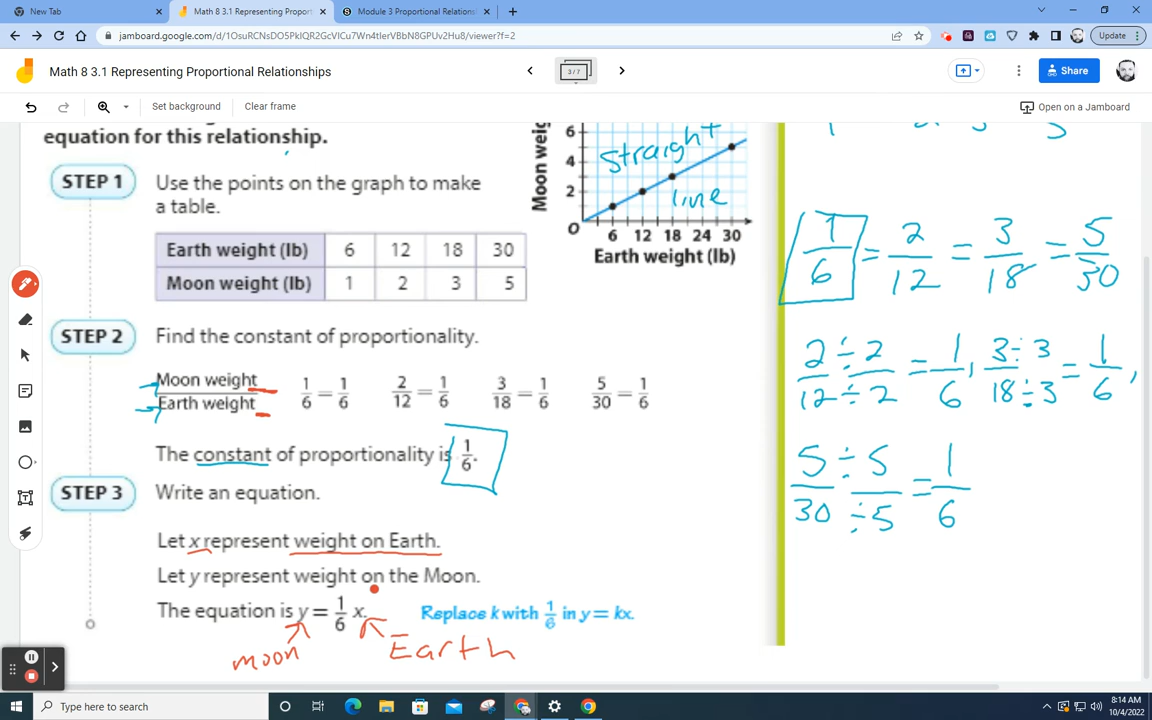 New Tab
Math 8 3.1 Representing Propor
Module 3 Proportional Relations
jamboard.google.com/d/1OsuRCNsDO5PkIQR2GcVICu7Wn4tIerVBbN8GPUv2Hu8/viewer?f=2
Update
Math 8 3.1 Representing Proportional Relationships
3 / 7
Share
Set background
Clear frame
Open on a Jamboard
equation for this relationship.
STEP 1
Use the points on the graph to make
a table.
Earth weight (lb) 6 12 18 30
Moon weight (lb) 1 2 3 5
Moon weig
6
4
2
O
6 12 18 24 30
Earth weight (lb)
straight
line
1/6 = 2/12 = 3/18 = 5/30
STEP 2
Find the constant of proportionality.
Moon weight
Earth weight
1/6 = 1/6 2/12 = 1/6 3/18 = 1/6 5/30 = 1/6
2÷2/12÷2 = 1/6, 3÷3/18÷3 = 1/6,
The constant of proportionality is 1/6.
5÷5/30÷5 = 1/6
STEP 3
Write an equation.
Let x represent weight on Earth.
Let y represent weight on the Moon.
The equation is y = 1/6 x.
Replace k with 1/6 in y = kx.
moon
Earth
Type here to search
8:14 AM
10/4/2022